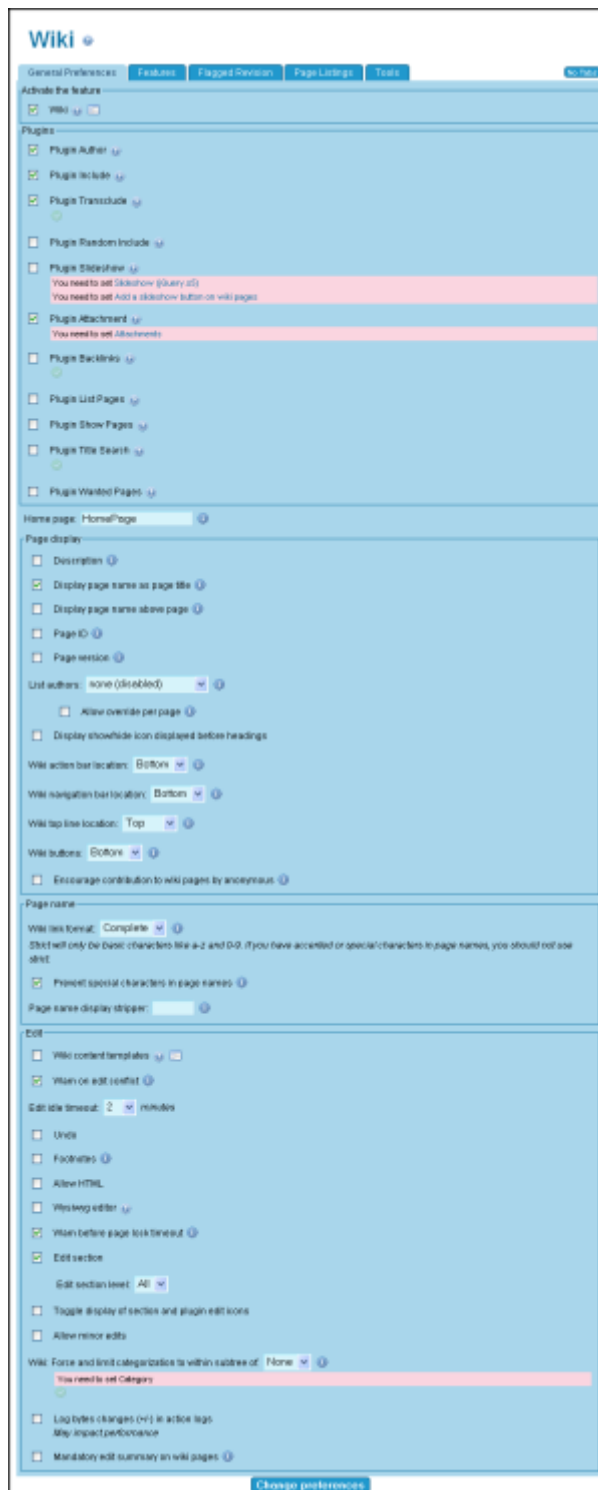 Wiki
General Preferences Features Flagged Revision Page Listings Tools No Tabs
Activate the feature
Wiki
Plugins
Plugin Author
Plugin Include
Plugin Transclude
Plugin Random Include
Plugin Slideshow
You need to set Slideshow (jQuery s5)
You need to set Add a slideshow button on wiki pages
Plugin Attachment
You need to set Attachments
Plugin Backlinks
Plugin List Pages
Plugin Show Pages
Plugin Title Search
Plugin Wanted Pages
Home page: HomePage
Page display
Description
Display page name as page title
Display page name above page
Page ID
Page version
List authors: none (disabled)
Allow override per page
Display show/hide icon displayed before headings
Wiki action bar location: Bottom
Wiki navigation bar location: Bottom
Wiki top line location: Top
Wiki buttons: Bottom
Encourage contribution to wiki pages by anonymous
Page name
Wiki link format: Complete
Strict will only be basic characters like a-z and 0-9. If you have accented or special characters in page names, you should not use
strict.
Prevent special characters in page names
Page name display stripper:
Edit
Wiki content templates
Warn on edit conflict
Edit idle timeout: 2 minutes
Undo
Footnotes
Allow HTML
Wysiwyg editor
Warn before page lock timeout
Edit section
Edit section level: All
Toggle display of section and plugin edit icons
Allow minor edits
Wiki: Force and limit categorization to within subtree of: None
You need to set Category
Log bytes changes (+/-) in action logs
May impact performance
Mandatory edit summary on wiki pages
Change preferences